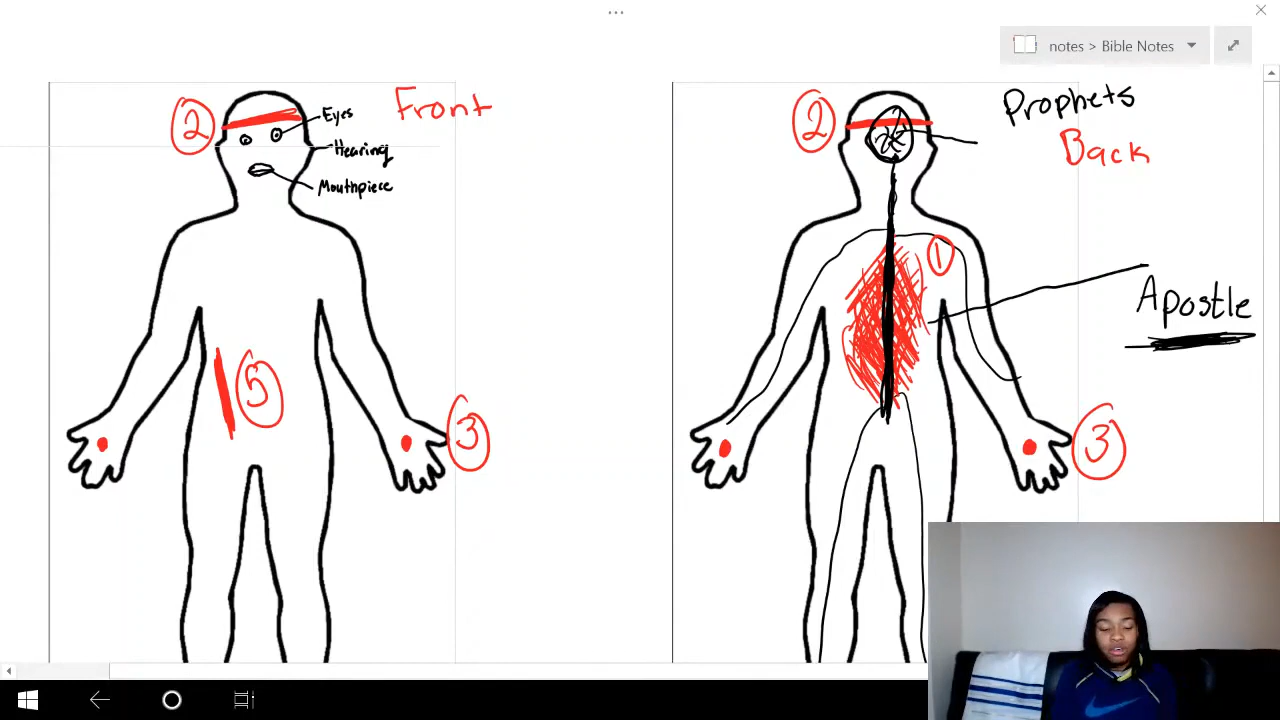 notes > Bible Notes
Front
2
Eyes
Hearing
Mouthpiece
5
3
Prophets
Back
2
1
Apostle
3